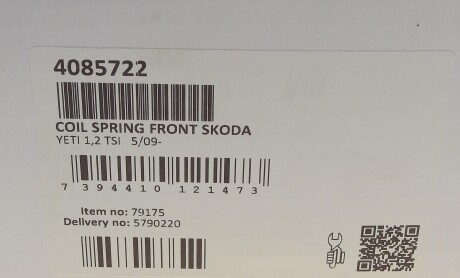 4085722
COIL SPRING FRONT SKODA
YETI 1,2 TSI 5/09-
7 394410 121473
Item no: 79175
Delivery no: 5790220